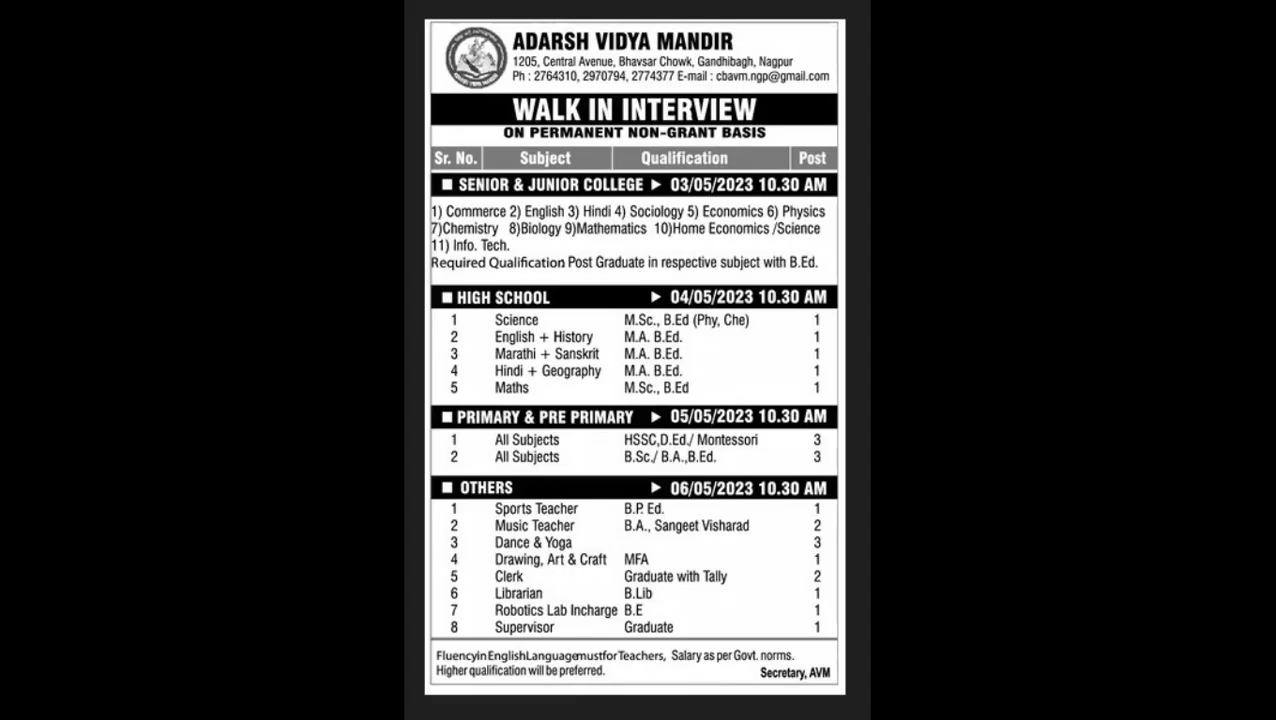 ADARSH VIDYA MANDIR
1205, Central Avenue, Bhavsar Chowk, Gandhibagh, Nagpur
Ph : 2764310, 2970794, 2774377 E-mail : cbavm.ngp@gmail.com
WALK IN INTERVIEW
ON PERMANENT NON-GRANT BASIS
Sr. No. Subject Qualification Post
■ SENIOR & JUNIOR COLLEGE ► 03/05/2023 10.30 AM
1) Commerce 2) English 3) Hindi 4) Sociology 5) Economics 6) Physics
7)Chemistry 8)Biology 9)Mathematics 10)Home Economics /Science
11) Info. Tech.
Required Qualification: Post Graduate in respective subject with B.Ed.
■ HIGH SCHOOL ► 04/05/2023 10.30 AM
1 Science M.Sc., B.Ed (Phy, Che) 1
2 English + History M.A. B.Ed. 1
3 Marathi + Sanskrit M.A. B.Ed. 1
4 Hindi + Geography M.A. B.Ed. 1
5 Maths M.Sc., B.Ed 1
■ PRIMARY & PRE PRIMARY ► 05/05/2023 10.30 AM
1 All Subjects HSSC,D.Ed./ Montessori 3
2 All Subjects B.Sc./ B.A.,B.Ed. 3
■ OTHERS ► 06/05/2023 10.30 AM
1 Sports Teacher B.P. Ed. 1
2 Music Teacher B.A., Sangeet Visharad 2
3 Dance & Yoga 3
4 Drawing, Art & Craft MFA 1
5 Clerk Graduate with Tally 2
6 Librarian B.Lib 1
7 Robotics Lab Incharge B.E 1
8 Supervisor Graduate 1
Fluency in English Language must for Teachers, Salary as per Govt. norms.
Higher qualification will be preferred.
Secretary, AVM